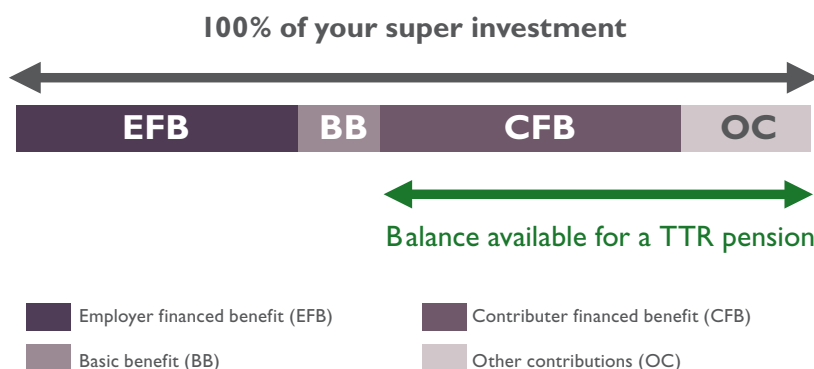 100% of your super investment
EFB BB CFB OC
Balance available for a TTR pension
Employer financed benefit (EFB) Contributer financed benefit (CFB)
Basic benefit (BB) Other contributions (OC)